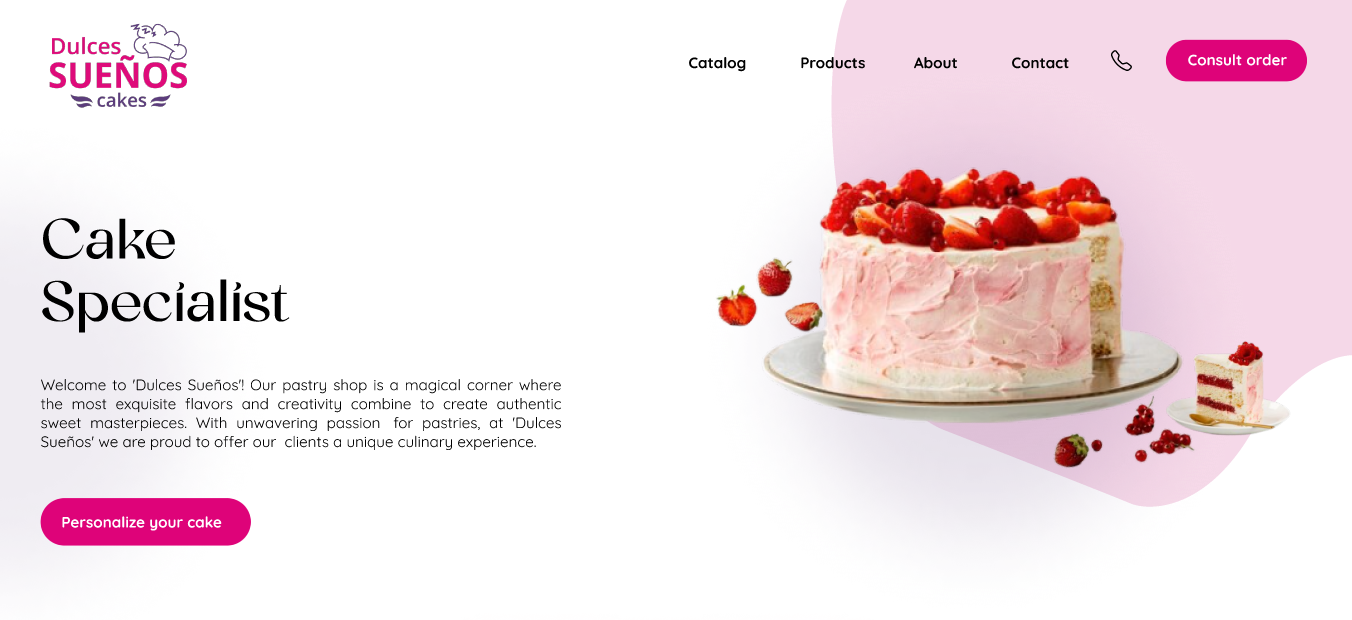 Dulces
SUEÑOS
cakes
Catalog
Products
About
Contact
Consult order
Cake
Specialist
Welcome to 'Dulces Sueños'! Our pastry shop is a magical corner where
the most exquisite flavors and creativity combine to create authentic
sweet masterpieces. With unwavering passion for pastries, at 'Dulces
Sueños' we are proud to offer our clients a unique culinary experience.
Personalize your cake